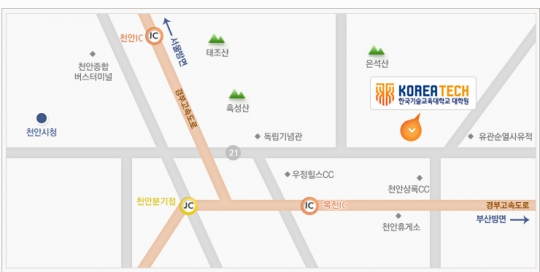 천안IC
IC
서울방면
태조산
은석산
천안종합
버스터미널
KOREATECH
한국기술교육대학교 대학원
흑성산
경부고속도로
천안시청
독립기념관
유관순열사유적
21
우정힐스CC
천안상록CC
천안분기점
JC
IC
목천IC
경부고속도로
천안휴게소
부산방면